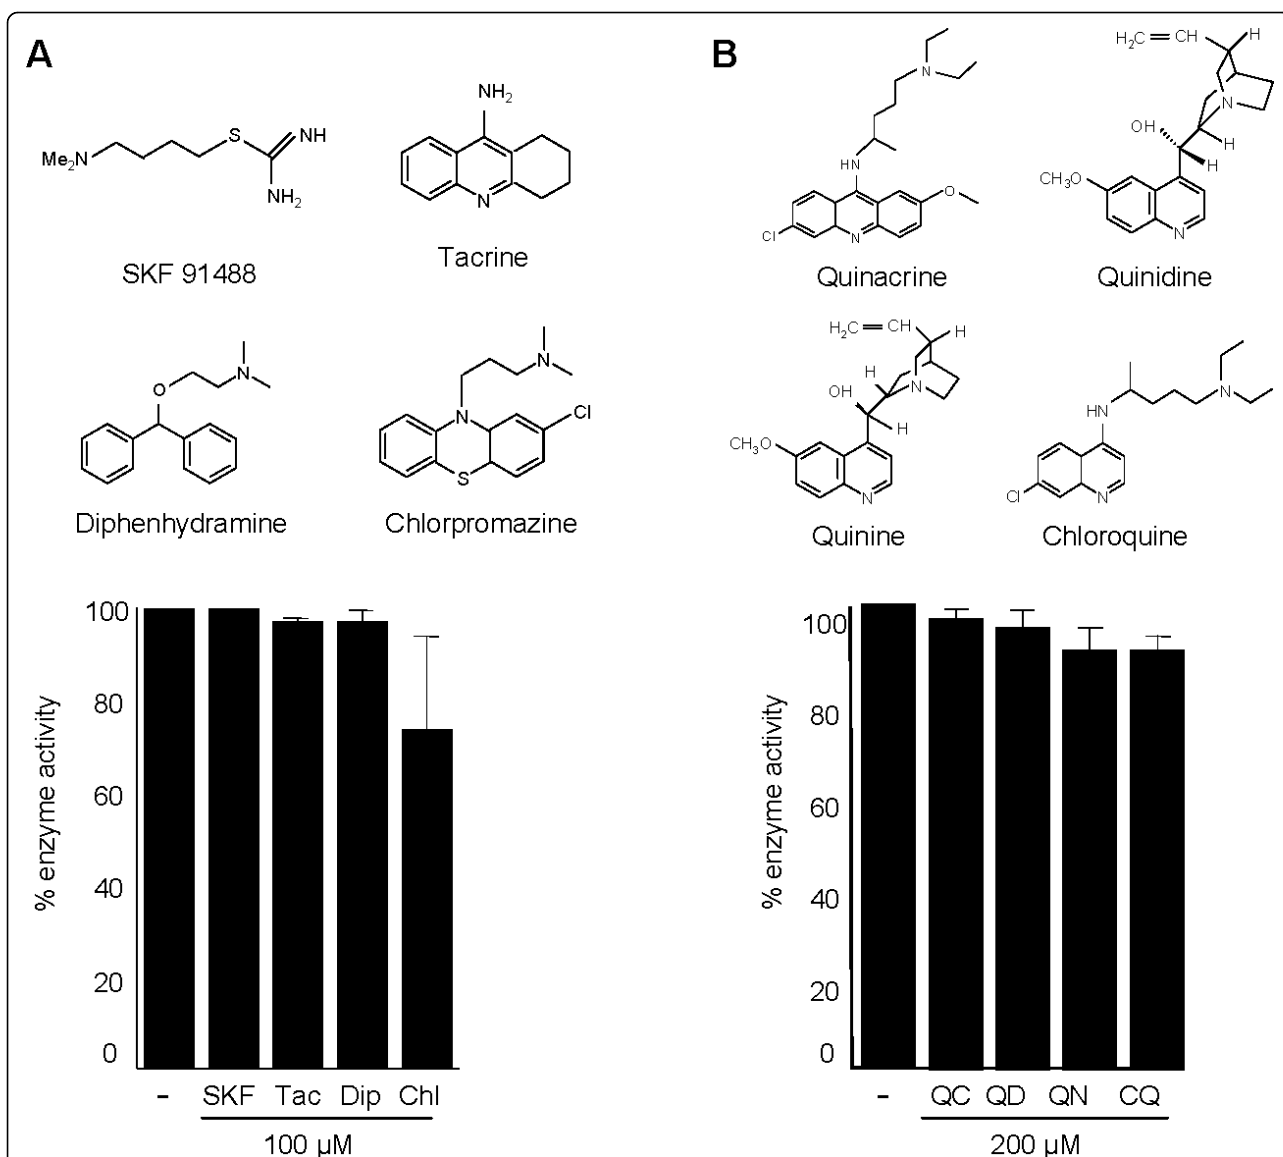 A
Me2N
S
NH
NH2
SKF 91488
NH2
N
Tacrine
O
N
Diphenhydramine
N
N
S
Cl
Chlorpromazine
100
80
60
40
20
0
% enzyme activity
- SKF Tac Dip Chl
100 µM
B
N
HN
O
Cl
N
Quinacrine
H2C=CH
H
N
OH
H
H
CH3O
N
Quinidine
H2C=CH
H
H
N
OH
H
CH3O
N
Quinine
N
HN
Cl
N
Chloroquine
100
80
60
40
20
0
% enzyme activity
- QC QD QN CQ
200 µM